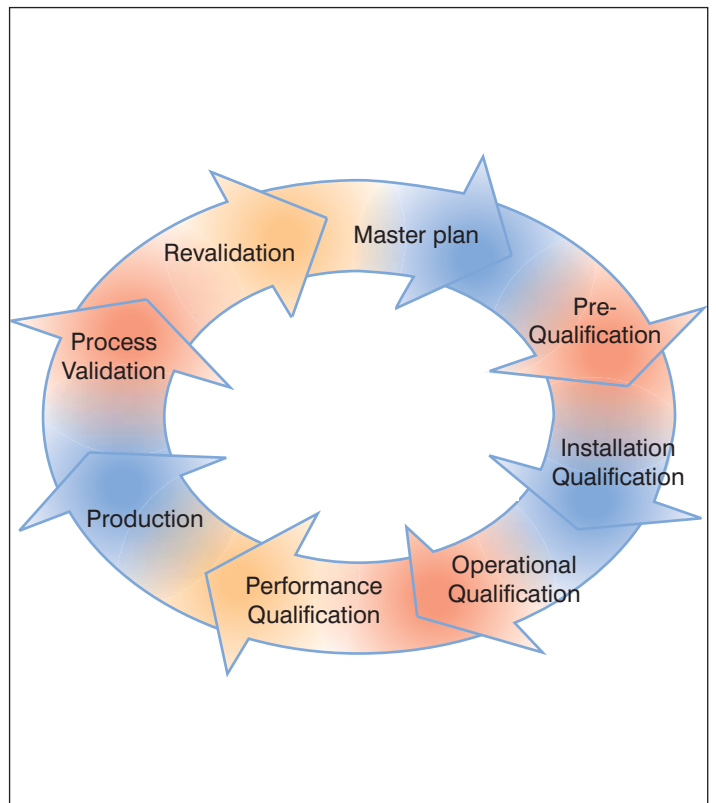 Master plan
Pre-
Qualification
Installation
Qualification
Operational
Qualification
Performance
Qualification
Production
Process
Validation
Revalidation